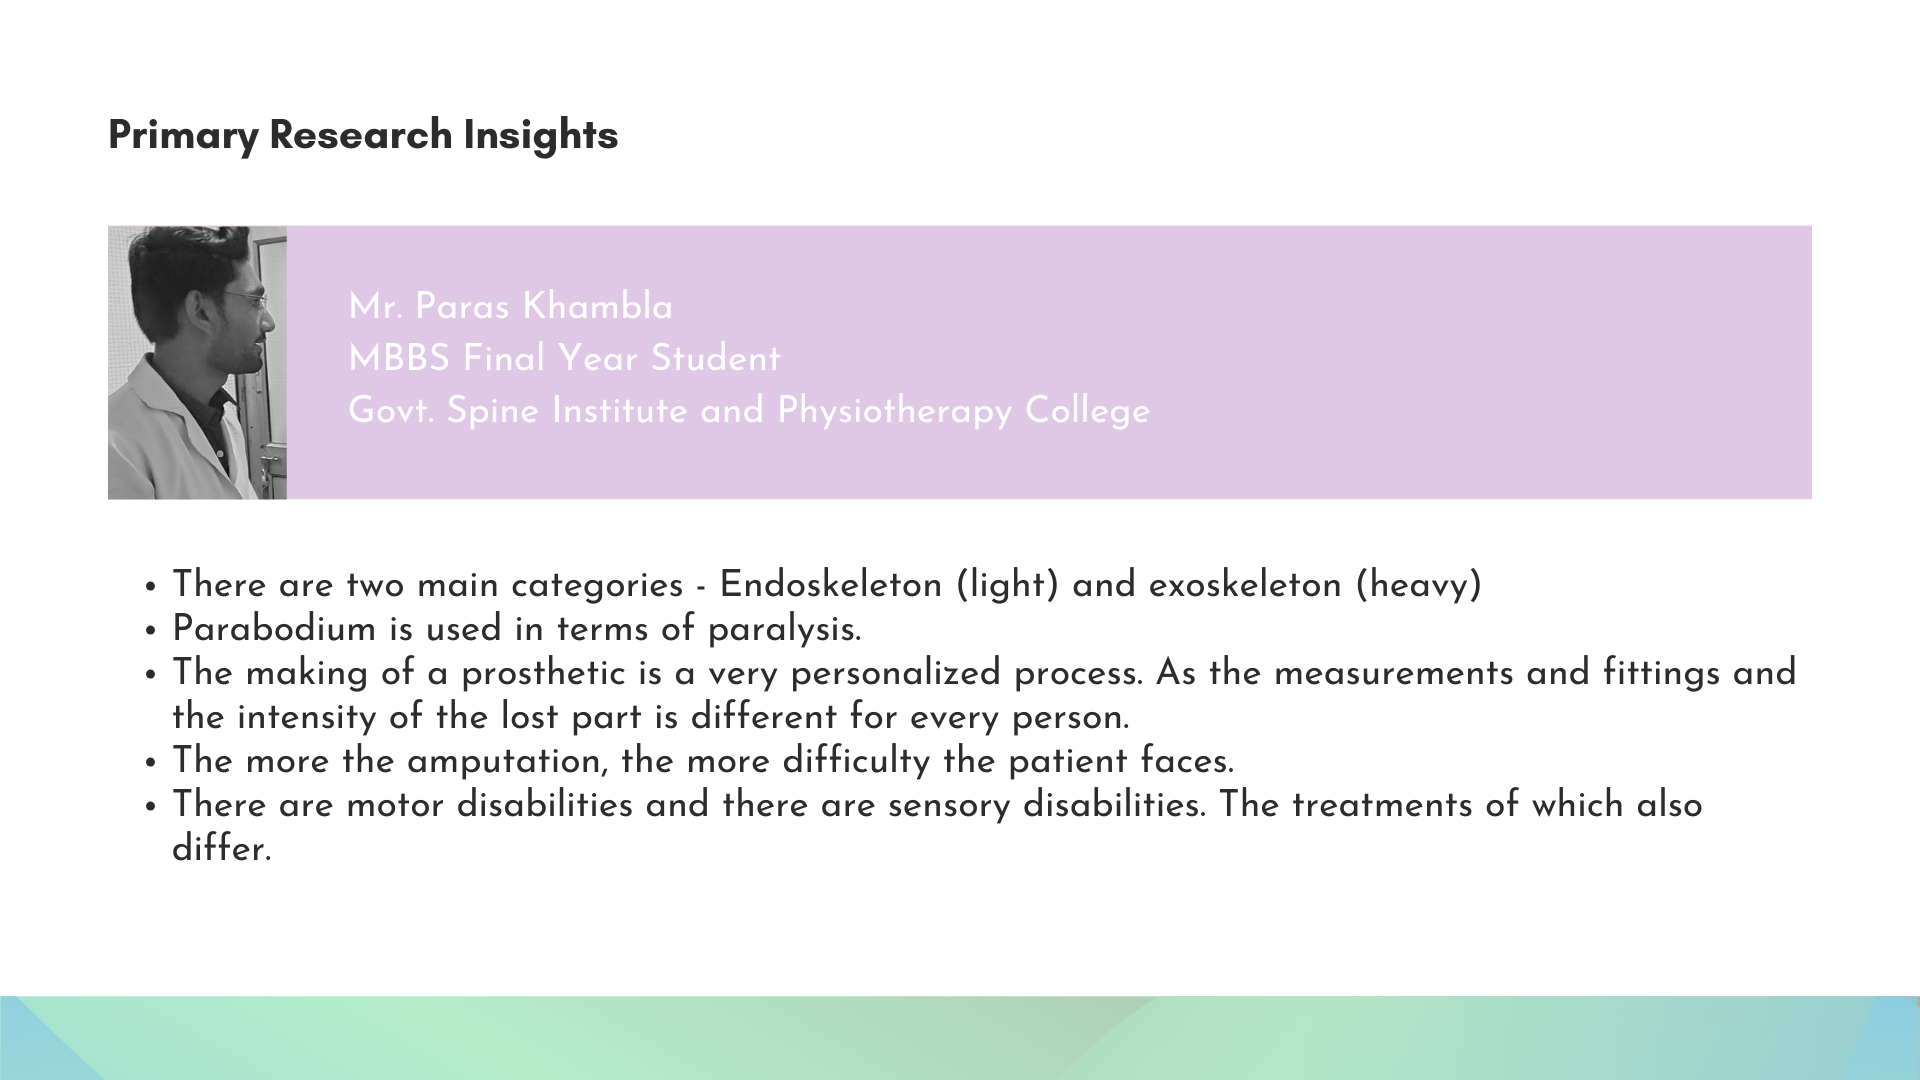 Primary Research Insights
Mr. Paras Khambla
MBBS Final Year Student
Govt. Spine Institute and Physiotherapy College
• There are two main categories - Endoskeleton (light) and exoskeleton (heavy)
• Parabodium is used in terms of paralysis.
• The making of a prosthetic is a very personalized process. As the measurements and fittings and
the intensity of the lost part is different for every person.
• The more the amputation, the more difficulty the patient faces.
• There are motor disabilities and there are sensory disabilities. The treatments of which also
differ.